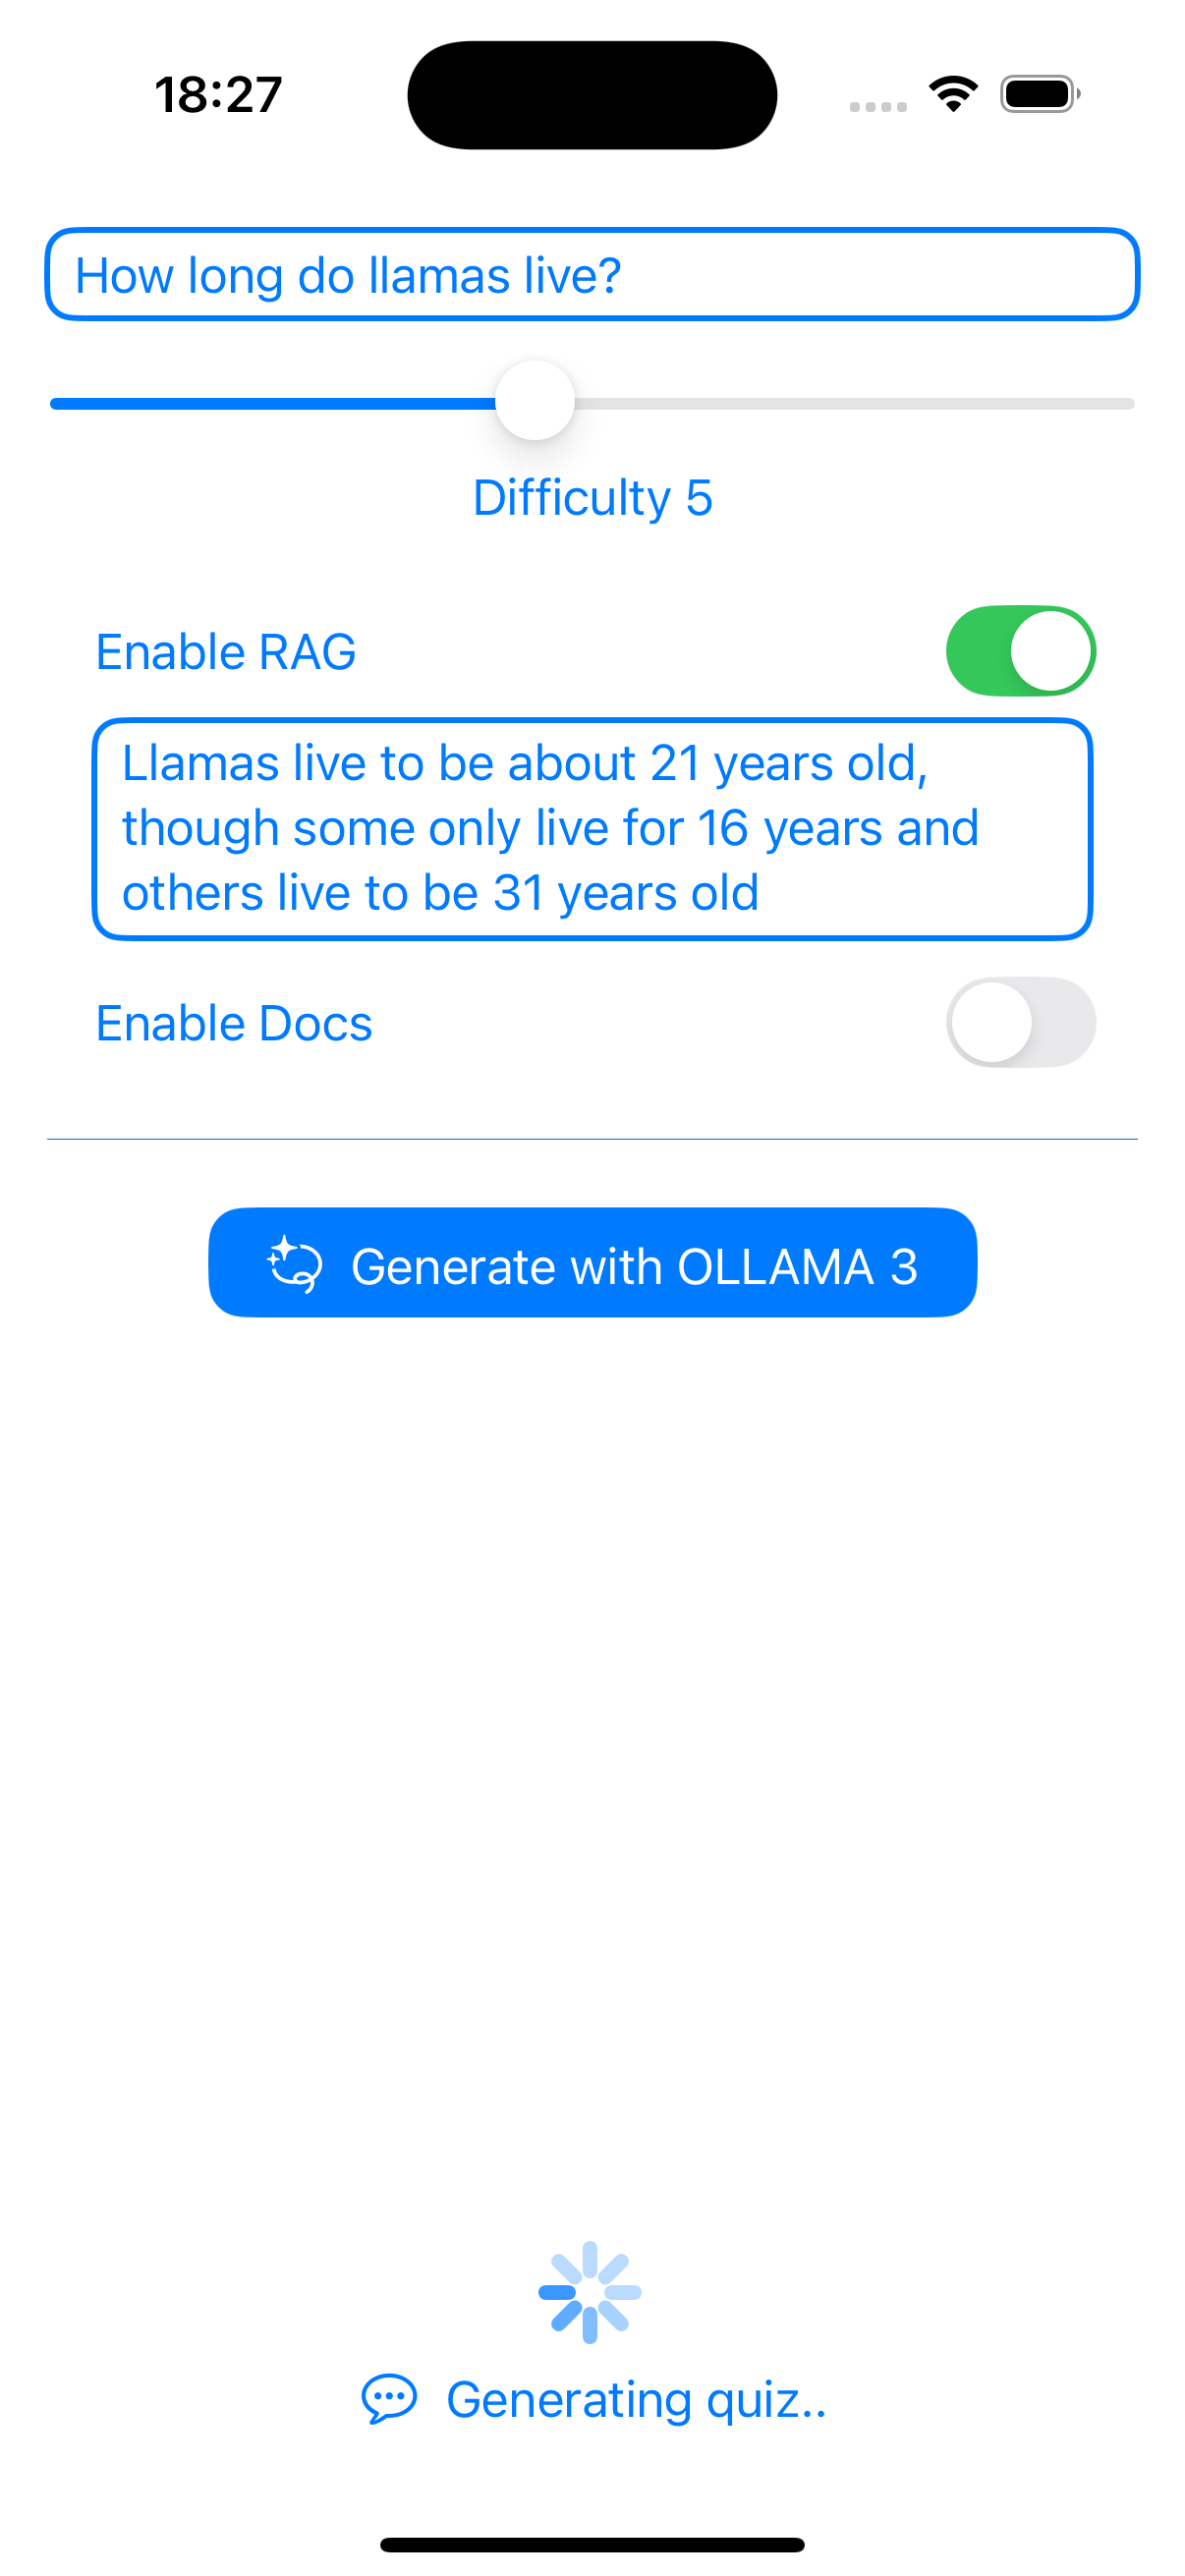 18:27
How long do llamas live?
Difficulty 5
Enable RAG
Llamas live to be about 21 years old,
though some only live for 16 years and
others live to be 31 years old
Enable Docs
Generate with OLLAMA 3
Generating quiz..